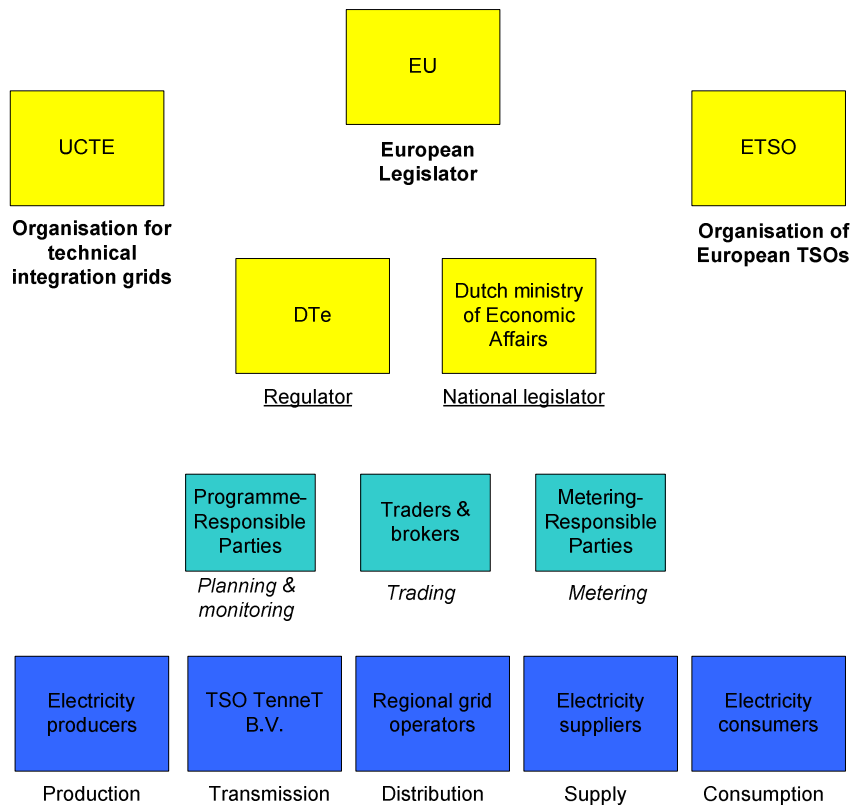 EU
European
Legislator
UCTE
Organisation for
technical
integration grids
ETSO
Organisation of
European TSOs
DTe
Regulator
Dutch ministry
of Economic
Affairs
National legislator
Programme-
Responsible
Parties
Planning &
monitoring
Traders &
brokers
Trading
Metering-
Responsible
Parties
Metering
Electricity
producers
Production
TSO TenneT
B.V.
Transmission
Regional grid
operators
Distribution
Electricity
suppliers
Supply
Electricity
consumers
Consumption